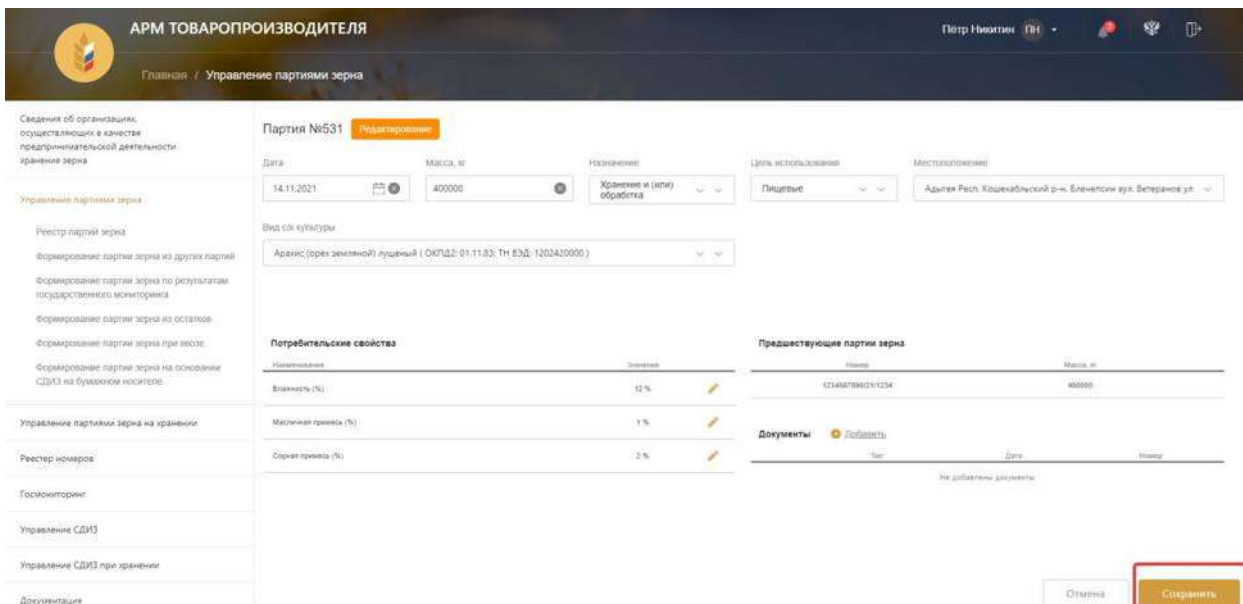 АРМ ТОВАРОПРОИЗВОДИТЕЛЯ
Пётр Никитин ПН
Главная / Управление партиями зерна
Сведения об организациях,
осуществляющих в качестве
предпринимательской деятельности
хранение зерна
Управление партиями зерна
Реестр партий зерна
Формирование партии зерна из других партий
Формирование партии зерна по результатам
государственного мониторинга
Формирование партии зерна из остатков
Формирование партии зерна при ввозе
Формирование партии зерна на основании
СДИЗ на бумажном носителе
Управление партиями зерна на хранении
Реестер номеров
Госмониторинг
Управление СДИЗ
Управление СДИЗ при хранении
Документация
Партия №531 Редактирование
Дата Масса, кг Назначение Цель использования Местоположение
14.11.2021 400000 Хранение и (или)
обработка
Пищевые Адыгея Респ. Кошехабльский р-н. Блечепсин аул. Ветеранов ул
Вид с/х культуры
Арахис (орех земляной) лущеный ( ОКПД2: 01.11.83; ТН ВЭД: 1202420000 )
Потребительские свойства
Наименование Значение
Влажность (%) 12 %
Масличная примесь (%) 1 %
Сорная примесь (%) 2 %
Предшествующие партии зерна
Номер Масса, кг
1234567890/21/1234 400000
Документы Добавить
Тип Дата Номер
Не добавлены документы
Отмена Сохранить